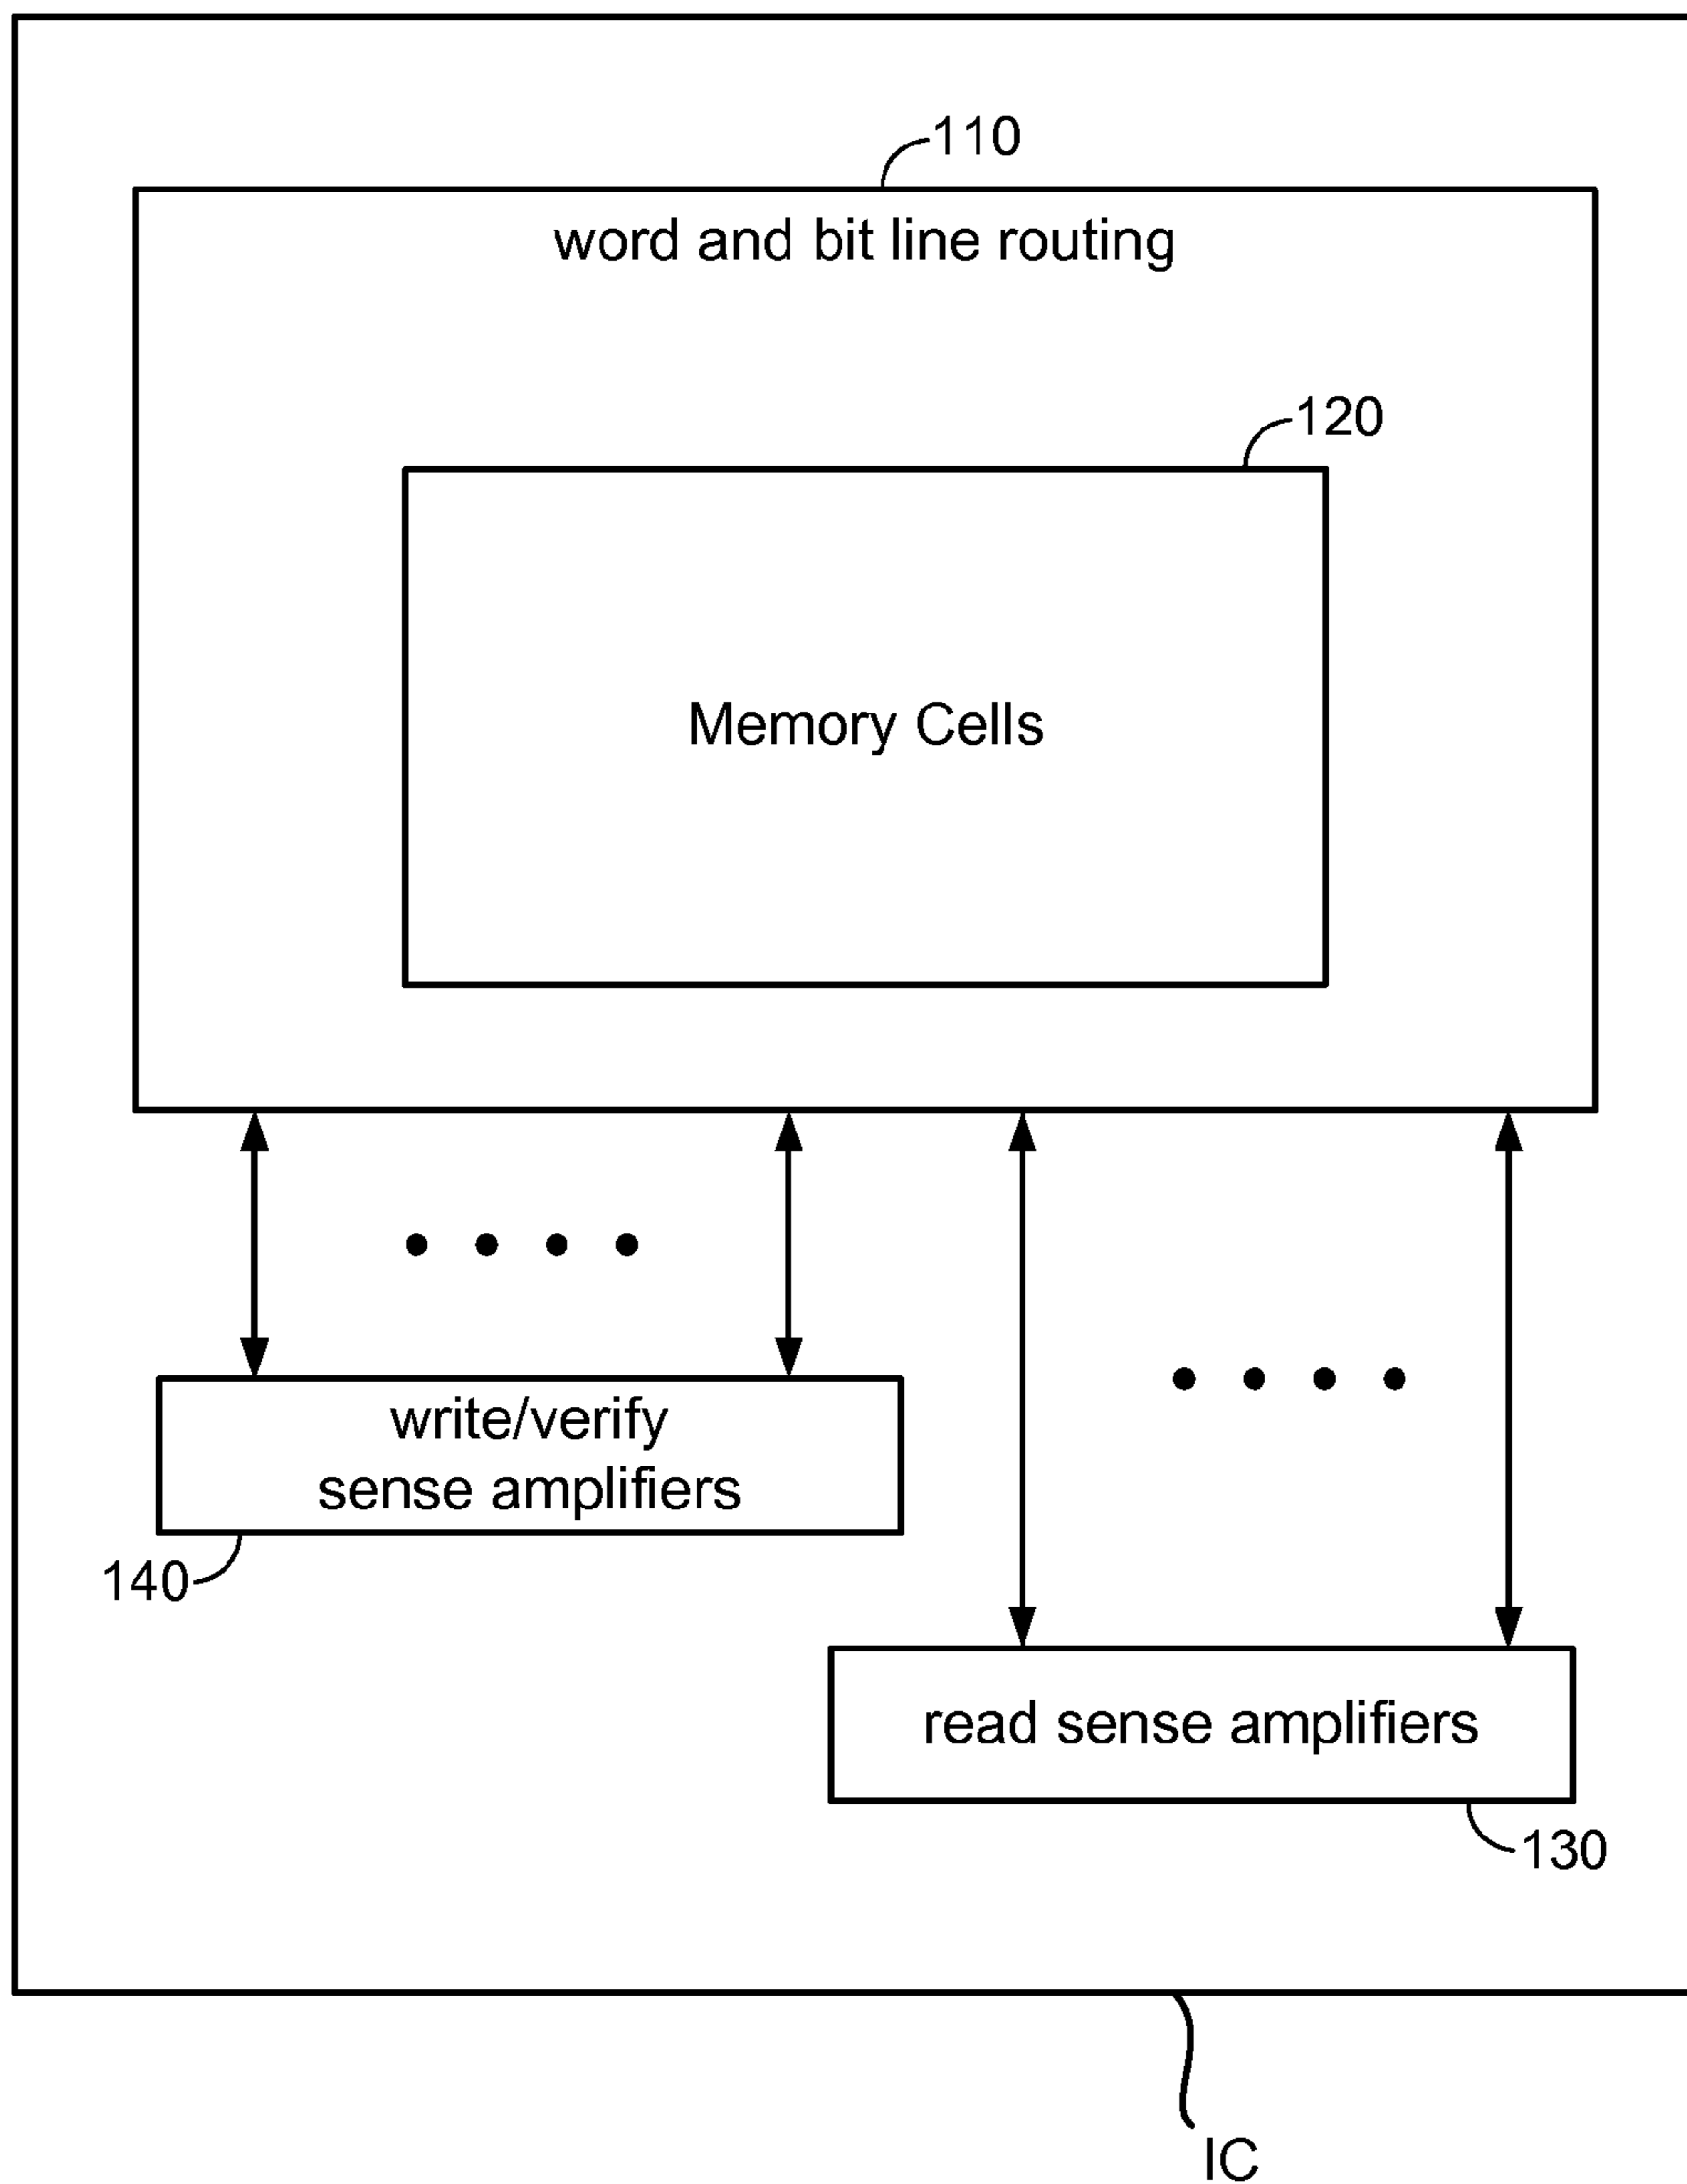 110
word and bit line routing
120
Memory Cells
write/verify
sense amplifiers
140
read sense amplifiers
130
IC